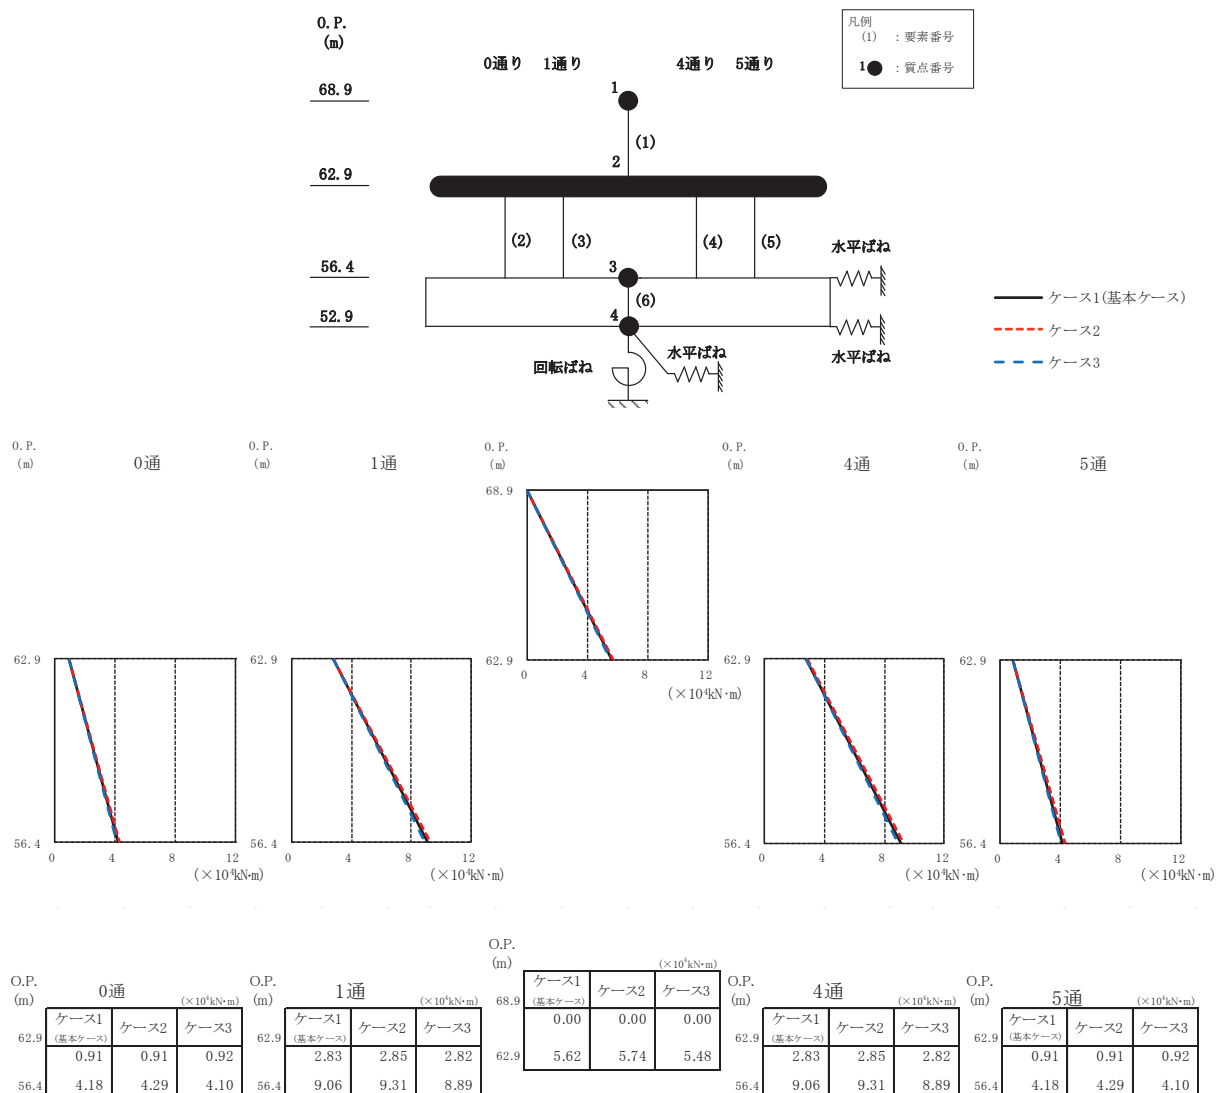 O.P.
(m)
0通り 1通り 4通り 5通り
凡例
(1) : 要素番号
1 : 質点番号
68.9
1
(1)
62.9
2
(2) (3) (4) (5)
水平ばね
56.4
3
(6)
52.9
4
水平ばね
水平ばね
回転ばね
ケース1(基本ケース)
ケース2
ケース3
O.P.
(m)
0通
O.P.
(m)
1通
O.P.
(m)
O.P.
(m)
4通
O.P.
(m)
5通
68.9
62.9
0 4 8 12
(×10⁴kN·m)
62.9
56.4
0 4 8 12
(×10⁴kN·m)
62.9
56.4
0 4 8 12
(×10⁴kN·m)
62.9
56.4
0 4 8 12
(×10⁴kN·m)
62.9
56.4
0 4 8 12
(×10⁴kN·m)
O.P.
(m)
0通
(×10⁴kN·m)
ケース1
(基本ケース)
ケース2 ケース3
62.9
0.91 0.91 0.92
56.4 4.18 4.29 4.10
O.P.
(m)
1通
(×10⁴kN·m)
ケース1
(基本ケース)
ケース2 ケース3
62.9
2.83 2.85 2.82
56.4 9.06 9.31 8.89
O.P.
(m)
(×10⁴kN·m)
ケース1
(基本ケース)
ケース2 ケース3
68.9
0.00 0.00 0.00
62.9 5.62 5.74 5.48
O.P.
(m)
4通
(×10⁴kN·m)
ケース1
(基本ケース)
ケース2 ケース3
62.9
2.83 2.85 2.82
56.4 9.06 9.31 8.89
O.P.
(m)
5通
(×10⁴kN·m)
ケース1
(基本ケース)
ケース2 ケース3
62.9
0.91 0.91 0.92
56.4 4.18 4.29 4.10